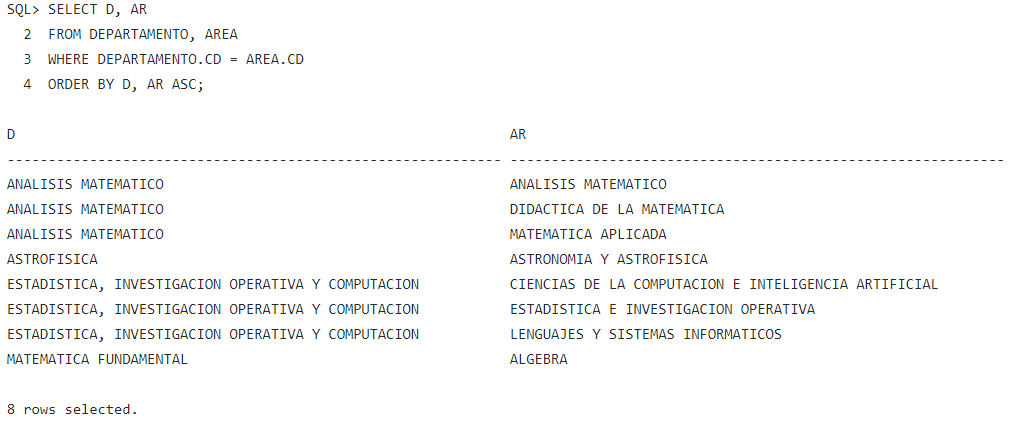 SQL> SELECT D, AR
2 FROM DEPARTAMENTO, AREA
3 WHERE DEPARTAMENTO.CD = AREA.CD
4 ORDER BY D, AR ASC;
D AR
------------------------------------------------------------ ------------------------------------------------------------
ANALISIS MATEMATICO ANALISIS MATEMATICO
ANALISIS MATEMATICO DIDACTICA DE LA MATEMATICA
ANALISIS MATEMATICO MATEMATICA APLICADA
ASTROFISICA ASTRONOMIA Y ASTROFISICA
ESTADISTICA, INVESTIGACION OPERATIVA Y COMPUTACION CIENCIAS DE LA COMPUTACION E INTELIGENCIA ARTIFICIAL
ESTADISTICA, INVESTIGACION OPERATIVA Y COMPUTACION ESTADISTICA E INVESTIGACION OPERATIVA
ESTADISTICA, INVESTIGACION OPERATIVA Y COMPUTACION LENGUAJES Y SISTEMAS INFORMATICOS
MATEMATICA FUNDAMENTAL ALGEBRA
8 rows selected.